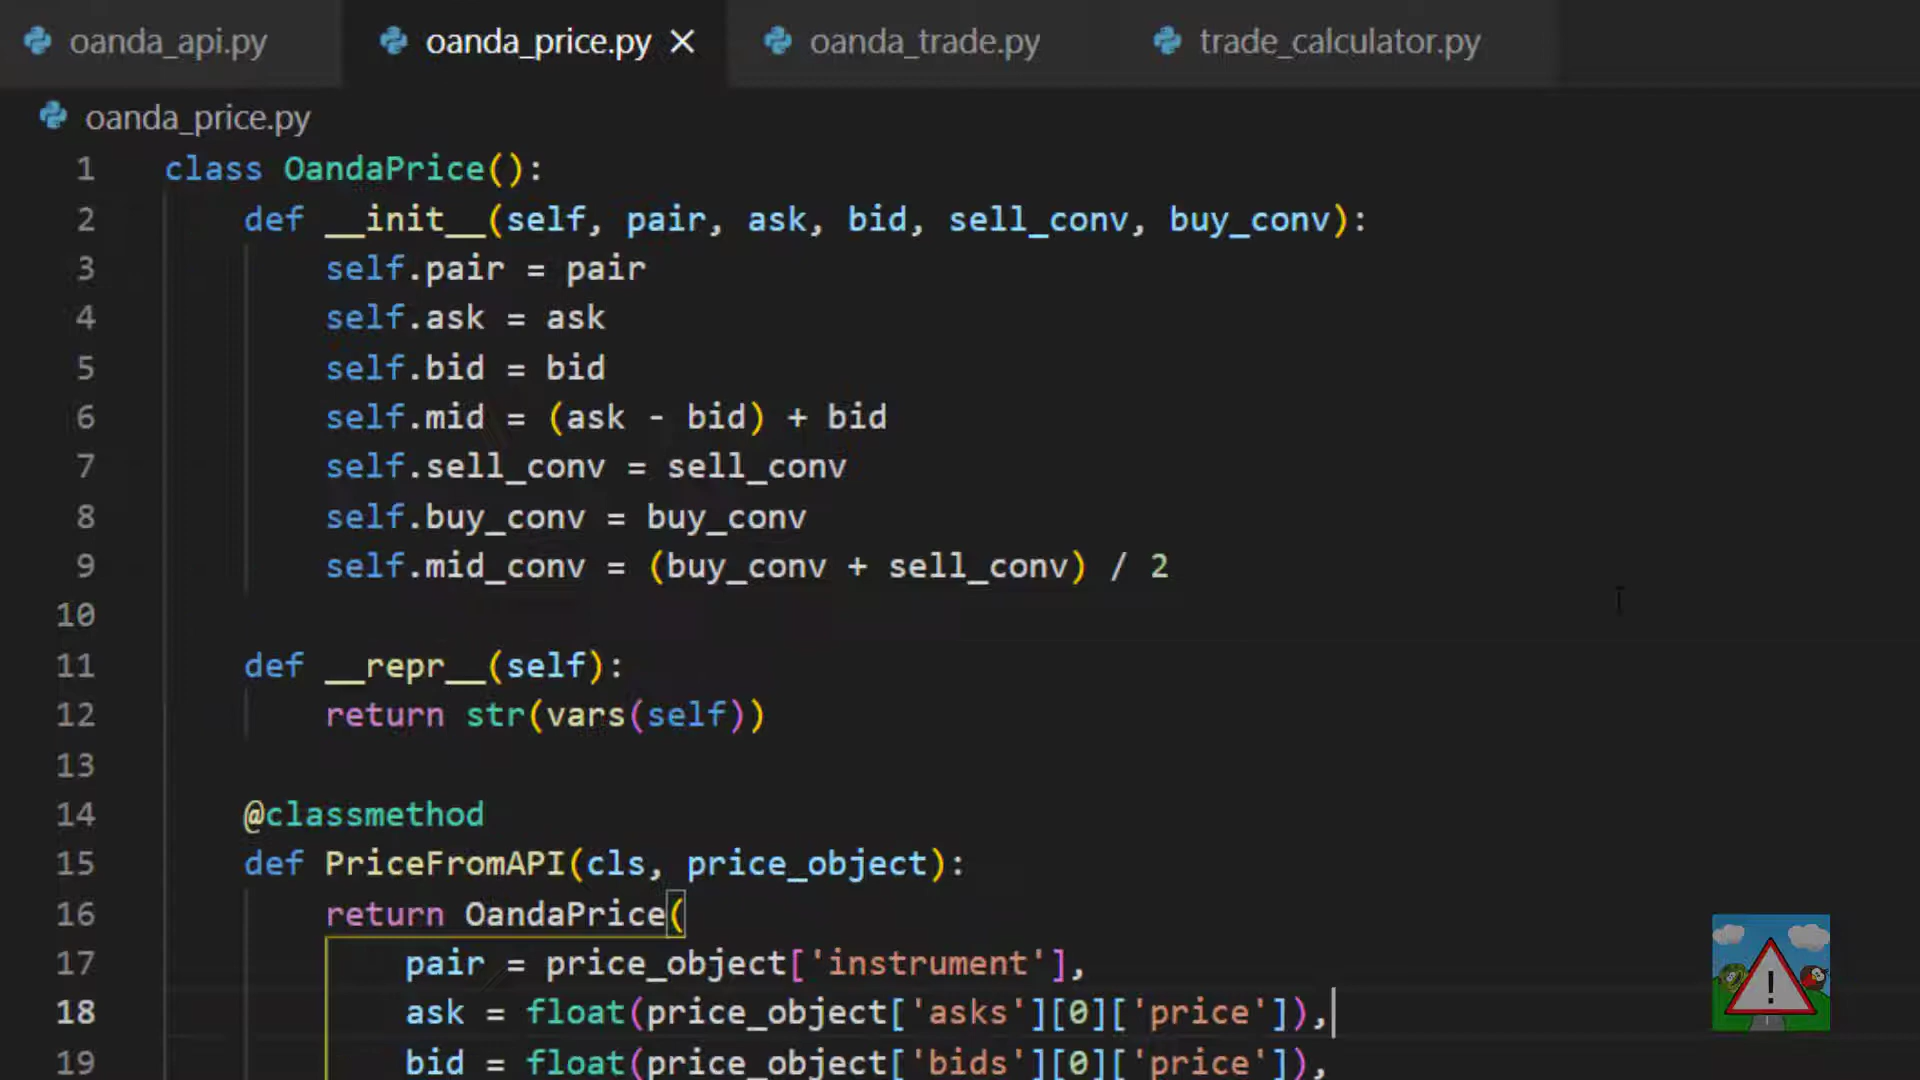 oanda_api.py oanda_price.py × oanda_trade.py trade_calculator.py
oanda_price.py
1 class OandaPrice():
2 def __init__(self, pair, ask, bid, sell_conv, buy_conv):
3 self.pair = pair
4 self.ask = ask
5 self.bid = bid
6 self.mid = (ask - bid) + bid
7 self.sell_conv = sell_conv
8 self.buy_conv = buy_conv
9 self.mid_conv = (buy_conv + sell_conv) / 2
10
11 def __repr__(self):
12 return str(vars(self))
13
14 @classmethod
15 def PriceFromAPI(cls, price_object):
16 return OandaPrice(
17 pair = price_object['instrument'],
18 ask = float(price_object['asks'][0]['price']),
19 bid = float(price_object['bids'][0]['price']),
!